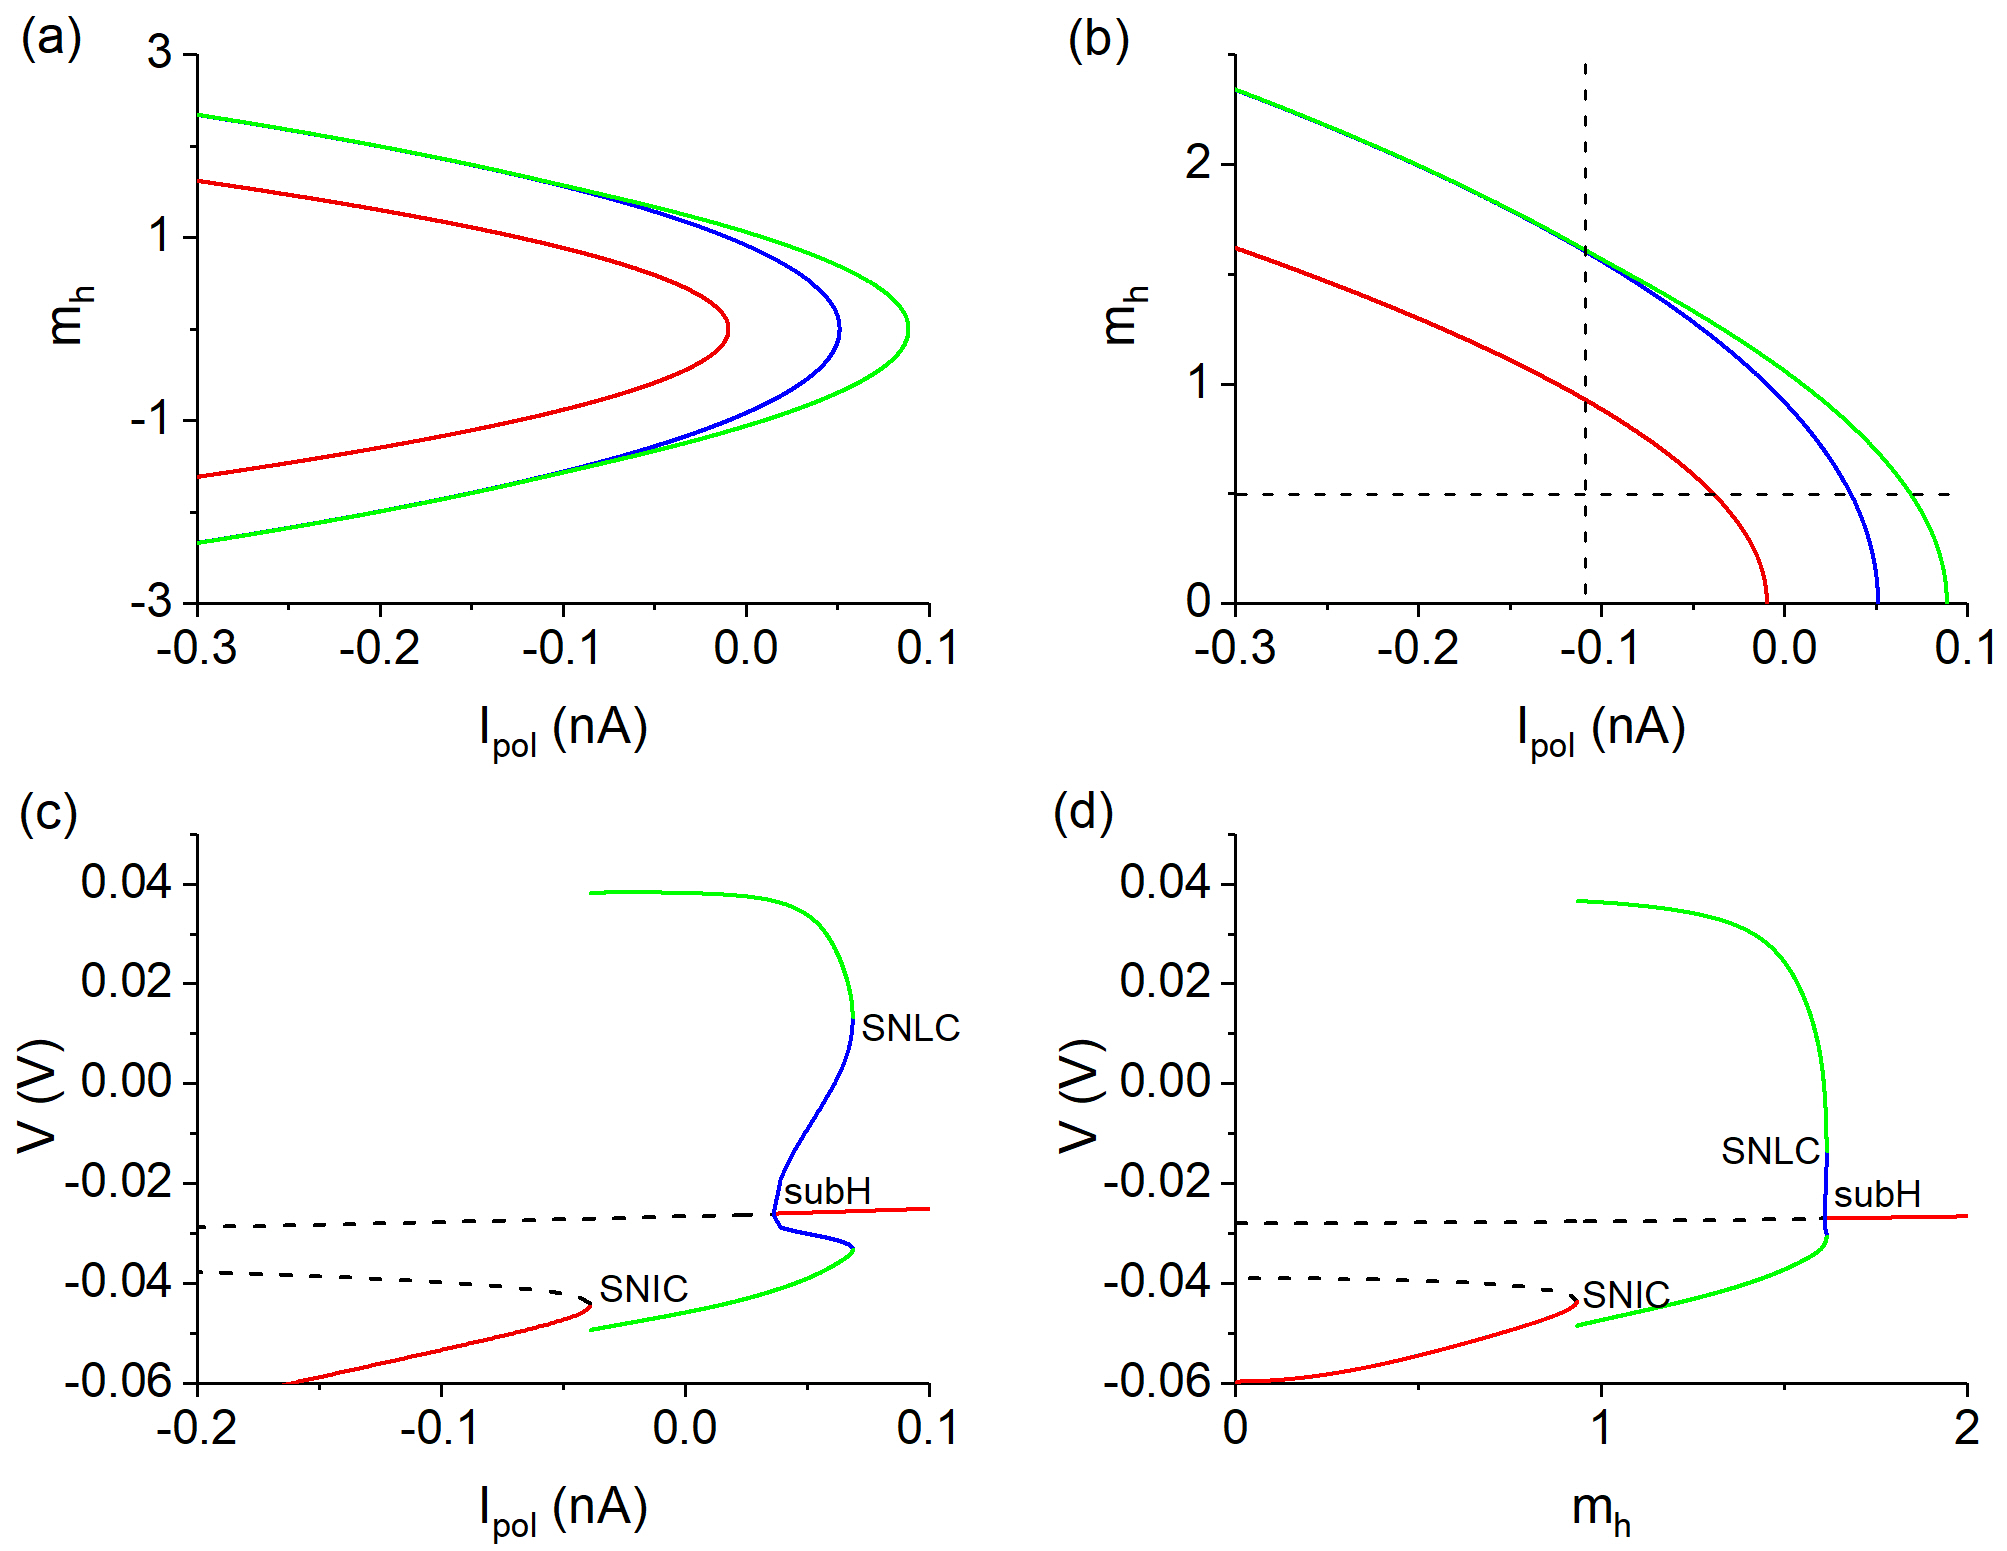 (a)
3
1
-1
-3
m_h
-0.3 -0.2 -0.1 0.0 0.1
I_pol (nA)
(b)
2
1
0
m_h
-0.3 -0.2 -0.1 0.0 0.1
I_pol (nA)
(c)
0.04
0.02
0.00
-0.02
-0.04
-0.06
V (V)
SNLC
subH
SNIC
-0.2 -0.1 0.0 0.1
I_pol (nA)
(d)
0.04
0.02
0.00
-0.02
-0.04
-0.06
V (V)
SNLC
subH
SNIC
0 1 2
m_h